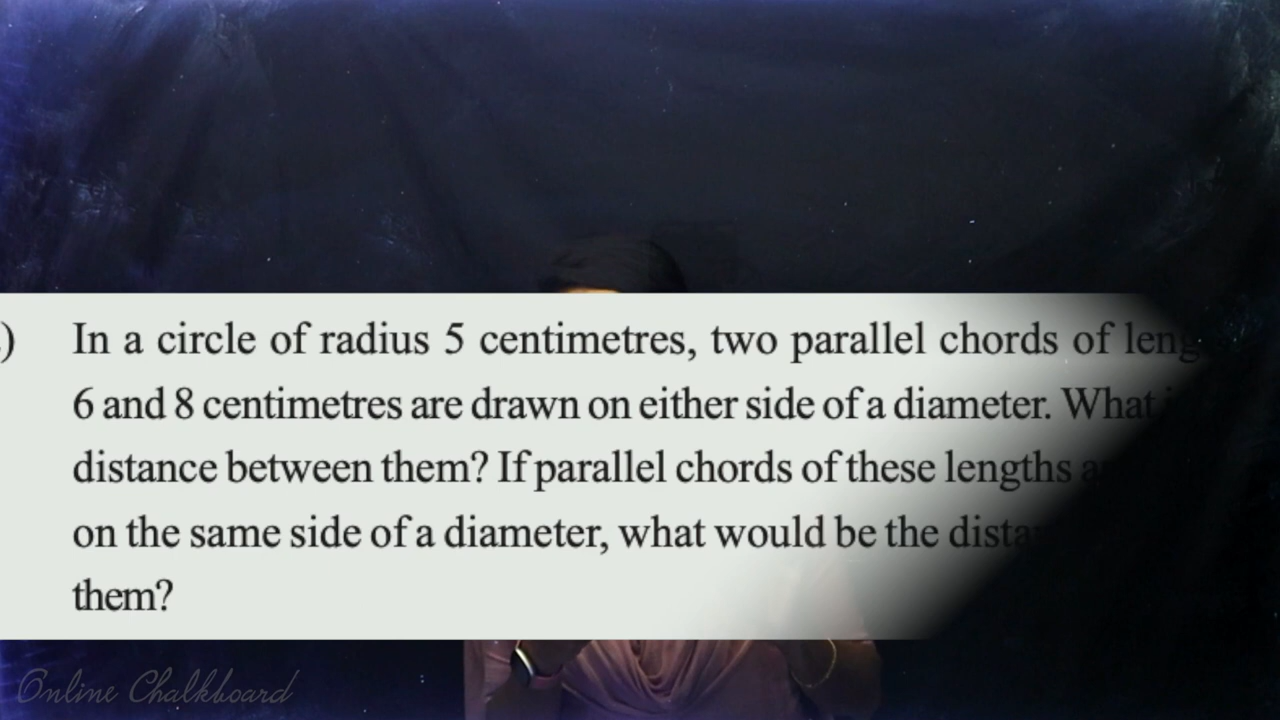 ) In a circle of radius 5 centimetres, two parallel chords of leng
6 and 8 centimetres are drawn on either side of a diameter. What
distance between them? If parallel chords of these lengths
on the same side of a diameter, what would be the dista
them?
Online Chalkboard